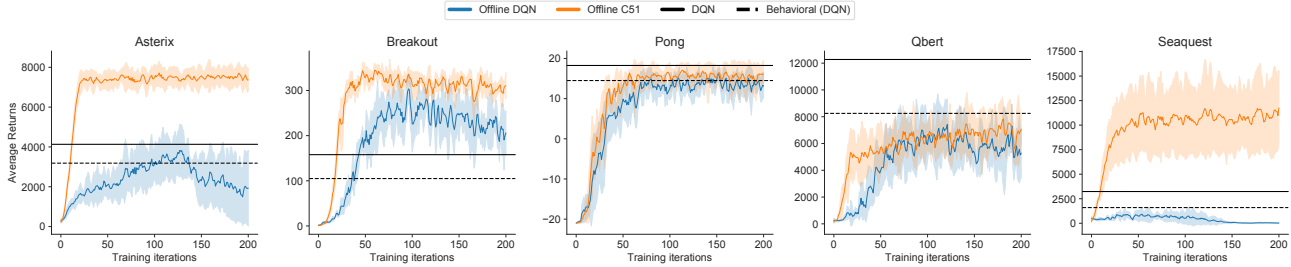 Offline DQN Offline C51 DQN Behavioral (DQN)
Asterix Breakout Pong Qbert Seaquest
Average Returns
8000
6000
4000
2000
0
0 50 100 150 200
Training iterations
300
200
100
0
0 50 100 150 200
Training iterations
20
10
0
−10
−20
0 50 100 150 200
Training iterations
12000
10000
8000
6000
4000
2000
0
0 50 100 150 200
Training iterations
17500
15000
12500
10000
7500
5000
2500
0
0 50 100 150 200
Training iterations